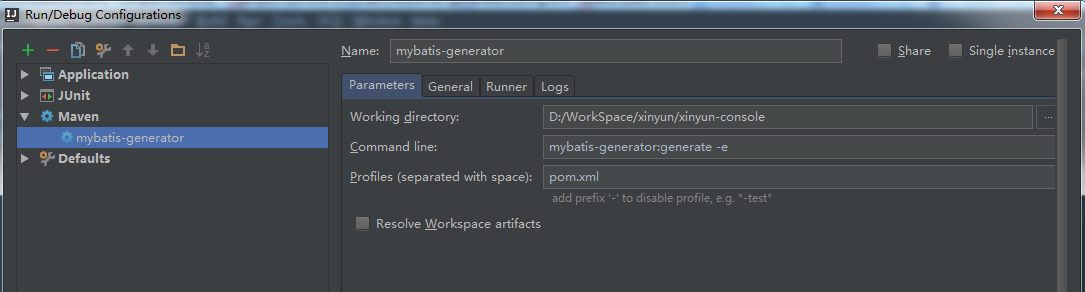 Run/Debug Configurations
Name: mybatis-generator Share Single instance
Application
JUnit
Maven
mybatis-generator
Defaults
Parameters General Runner Logs
Working directory: D:/WorkSpace/xinyun/xinyun-console ...
Command line: mybatis-generator:generate -e
Profiles (separated with space): pom.xml
add prefix '-' to disable profile, e.g. "-test"
Resolve Workspace artifacts